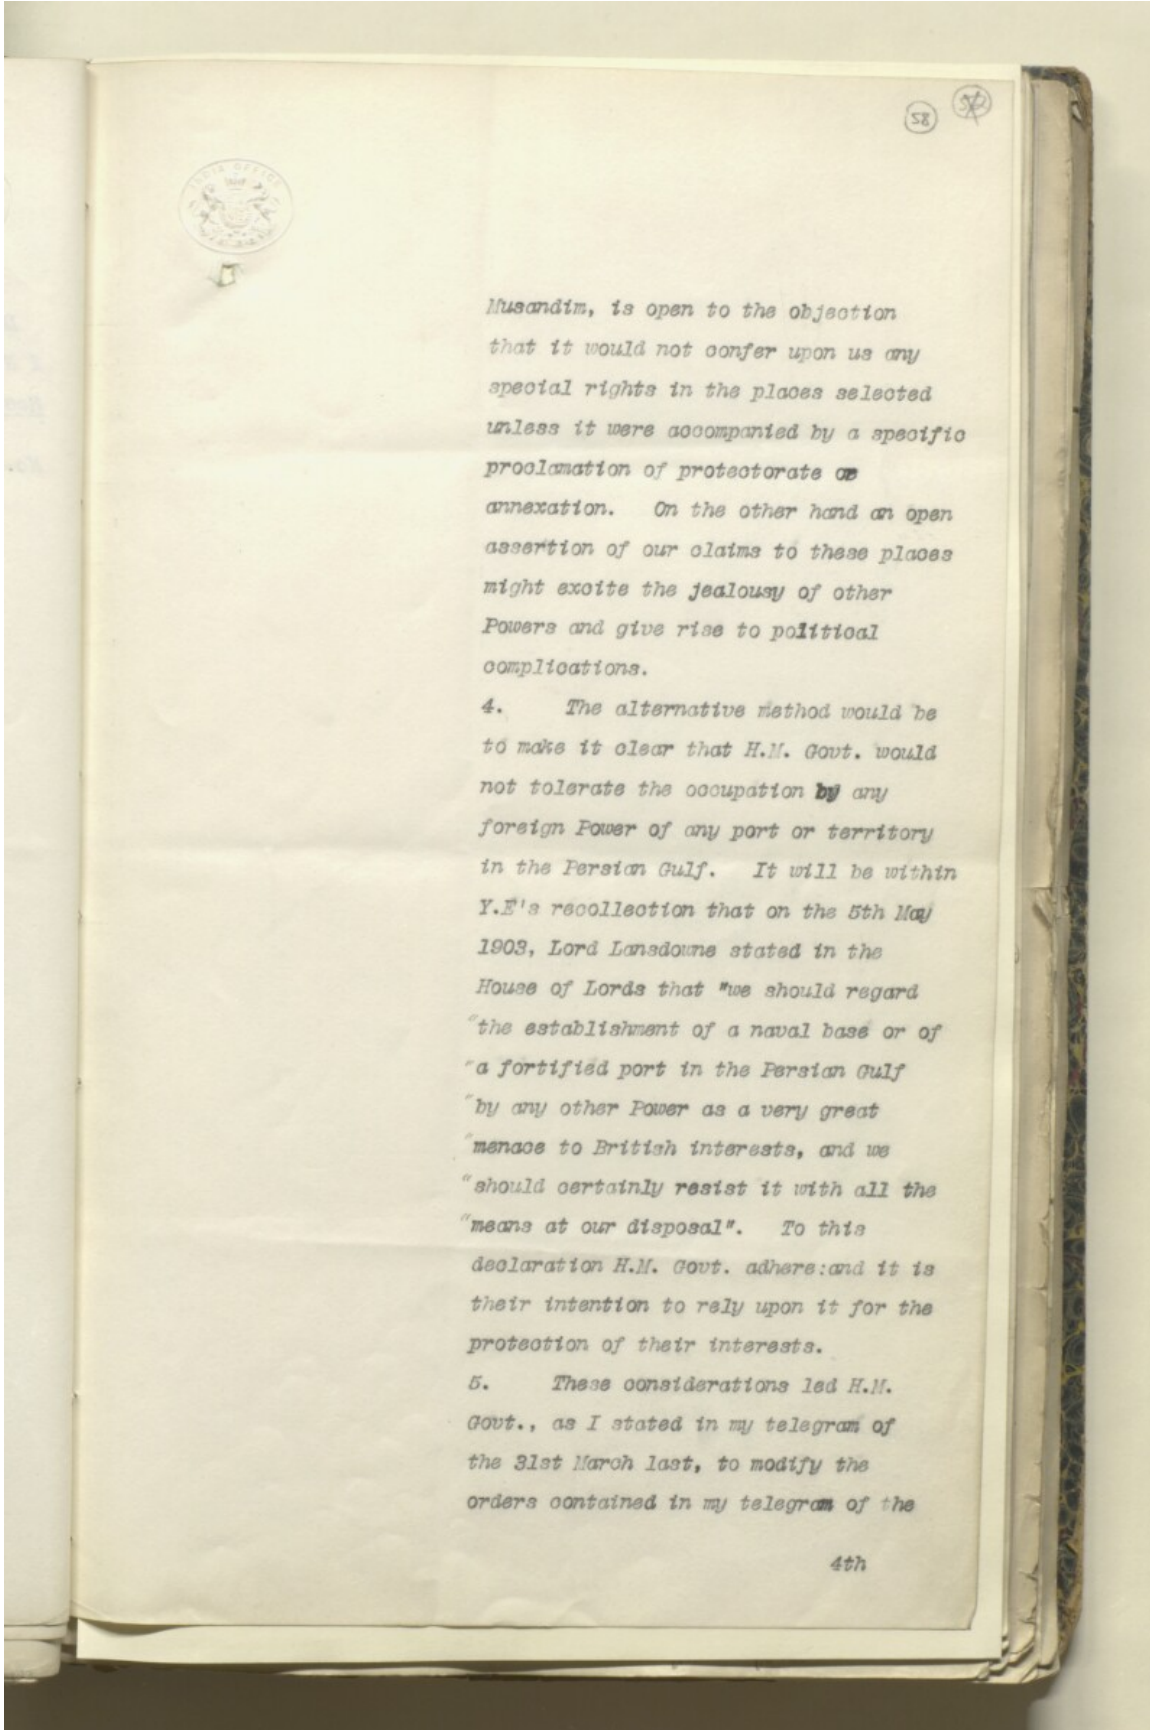 58
INDIA OFFICE
Musandim, is open to the objection
that it would not confer upon us any
special rights in the places selected
unless it were accompanied by a specific
proclamation of protectorate or
annexation. On the other hand an open
assertion of our claims to these places
might excite the jealousy of other
Powers and give rise to political
complications.
4. The alternative method would be
to make it clear that H.M. Govt. would
not tolerate the occupation by any
foreign Power of any port or territory
in the Persian Gulf. It will be within
Y.E's recollection that on the 5th May
1903, Lord Lansdowne stated in the
House of Lords that "we should regard
"the establishment of a naval base or of
"a fortified port in the Persian Gulf
"by any other Power as a very great
"menace to British interests, and we
"should certainly resist it with all the
"means at our disposal". To this
declaration H.M. Govt. adhere:and it is
their intention to rely upon it for the
protection of their interests.
5. These considerations led H.M.
Govt., as I stated in my telegram of
the 31st March last, to modify the
orders contained in my telegram of the
4th